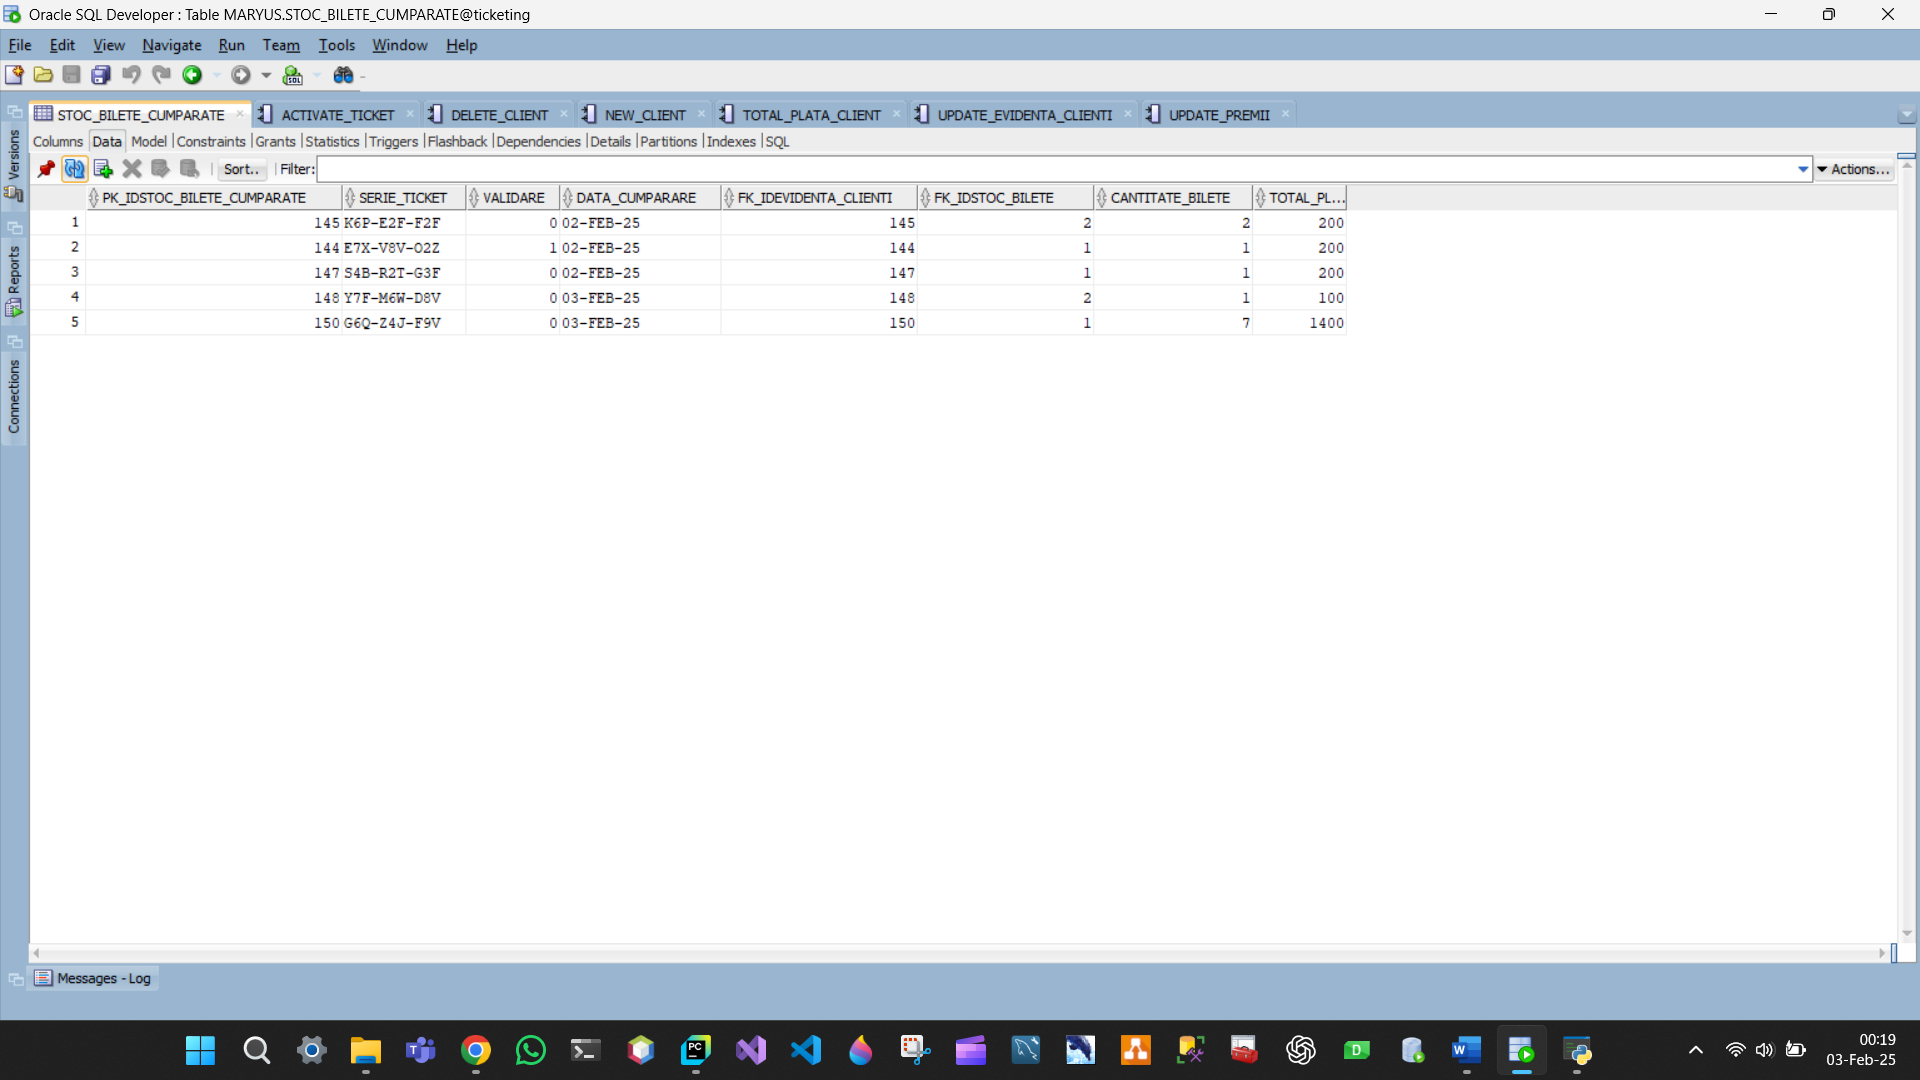 Oracle SQL Developer : Table MARYUS.STOC_BILETE_CUMPARATE@ticketing
File Edit View Navigate Run Team Tools Window Help
STOC_BILETE_CUMPARATE ACTIVATE_TICKET DELETE_CLIENT NEW_CLIENT TOTAL_PLATA_CLIENT UPDATE_EVIDENTA_CLIENTI UPDATE_PREMII
Columns Data Model Constraints Grants Statistics Triggers Flashback Dependencies Details Partitions Indexes SQL
Sort.. Filter: Actions...
PK_IDSTOC_BILETE_CUMPARATE SERIE_TICKET VALIDARE DATA_CUMPARARE FK_IDEVIDENTA_CLIENTI FK_IDSTOC_BILETE CANTITATE_BILETE TOTAL_PL...
1 145 K6P-E2F-F2F 0 02-FEB-25 145 2 2 200
2 144 E7X-V8V-O2Z 1 02-FEB-25 144 1 1 200
3 147 S4B-R2T-G3F 0 02-FEB-25 147 1 1 200
4 148 Y7F-M6W-D8V 0 03-FEB-25 148 2 1 100
5 150 G6Q-Z4J-F9V 0 03-FEB-25 150 1 7 1400
Versions
Reports
Connections
Messages - Log
00:19
03-Feb-25